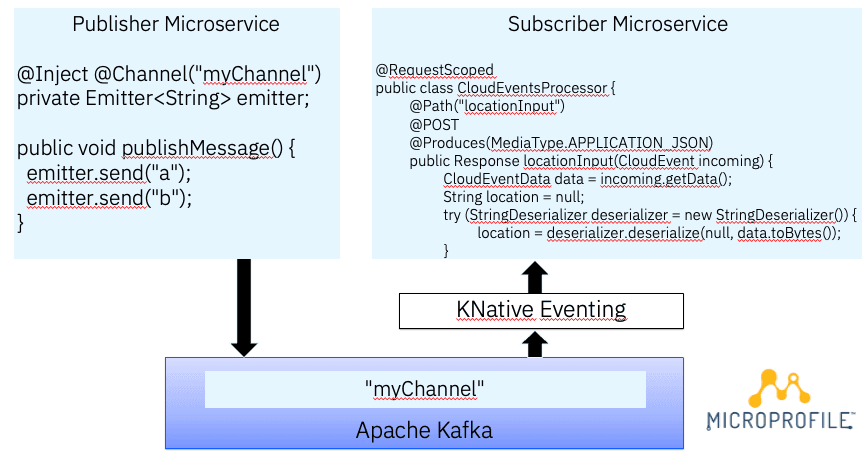 Publisher Microservice
@Inject @Channel("myChannel")
private Emitter<String> emitter;
public void publishMessage() {
emitter.send("a");
emitter.send("b");
}
Subscriber Microservice
@RequestScoped
public class CloudEventsProcessor {
@Path("locationInput")
@POST
@Produces(MediaType.APPLICATION_JSON)
public Response locationInput(CloudEvent incoming) {
CloudEventData data = incoming.getData();
String location = null;
try (StringDeserializer deserializer = new StringDeserializer()) {
location = deserializer.deserialize(null, data.toBytes());
}
KNative Eventing
"myChannel"
Apache Kafka
MICROPROFILE™